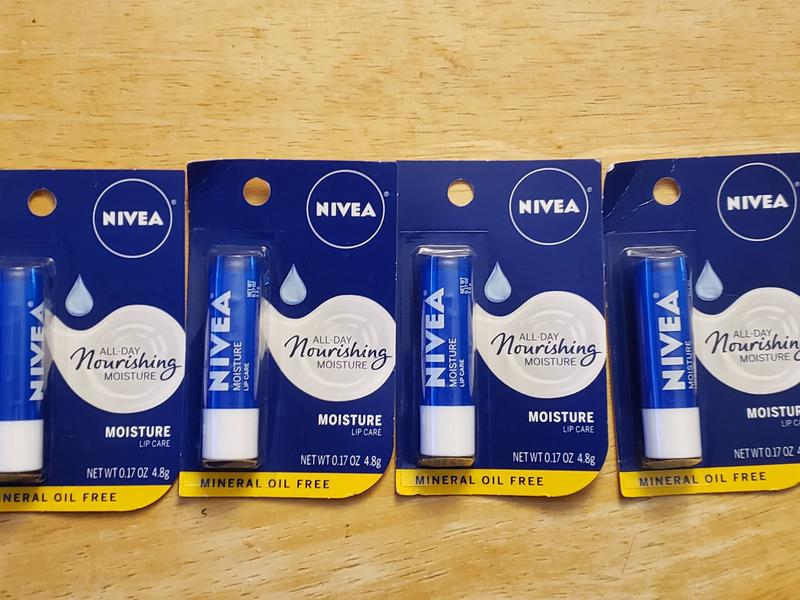 NIVEA
NIVEA
ALL-DAY
Nourishing
MOISTURE
MOISTURE
LIP CARE
NET WT 0.17 OZ 4.8g
INERAL OIL FREE
NIVEA
NIVEA
MOISTURE
LIP CARE
ALL-DAY
Nourishing
MOISTURE
MOISTURE
LIP CARE
NET WT 0.17 OZ 4.8g
MINERAL OIL FREE
NIVEA
NIVEA
MOISTURE
LIP CARE
ALL-DAY
Nourishing
MOISTURE
MOISTURE
LIP CARE
NET WT 0.17 OZ 4.8g
MINERAL OIL FREE
NIVEA
NIVEA
MOISTURE
ALL-DAY
Nourishing
MOISTURE
MOISTUR
LIP CA
NET WT 0.17 OZ 4
MINERAL OIL FREE